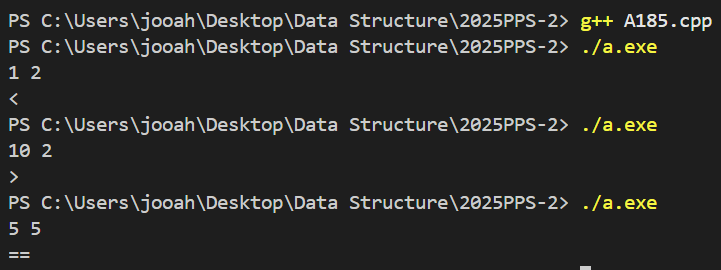 PS C:\Users\jooah\Desktop\Data Structure\2025PPS-2> g++ A185.cpp
PS C:\Users\jooah\Desktop\Data Structure\2025PPS-2> ./a.exe
1 2
<
PS C:\Users\jooah\Desktop\Data Structure\2025PPS-2> ./a.exe
10 2
>
PS C:\Users\jooah\Desktop\Data Structure\2025PPS-2> ./a.exe
5 5
==